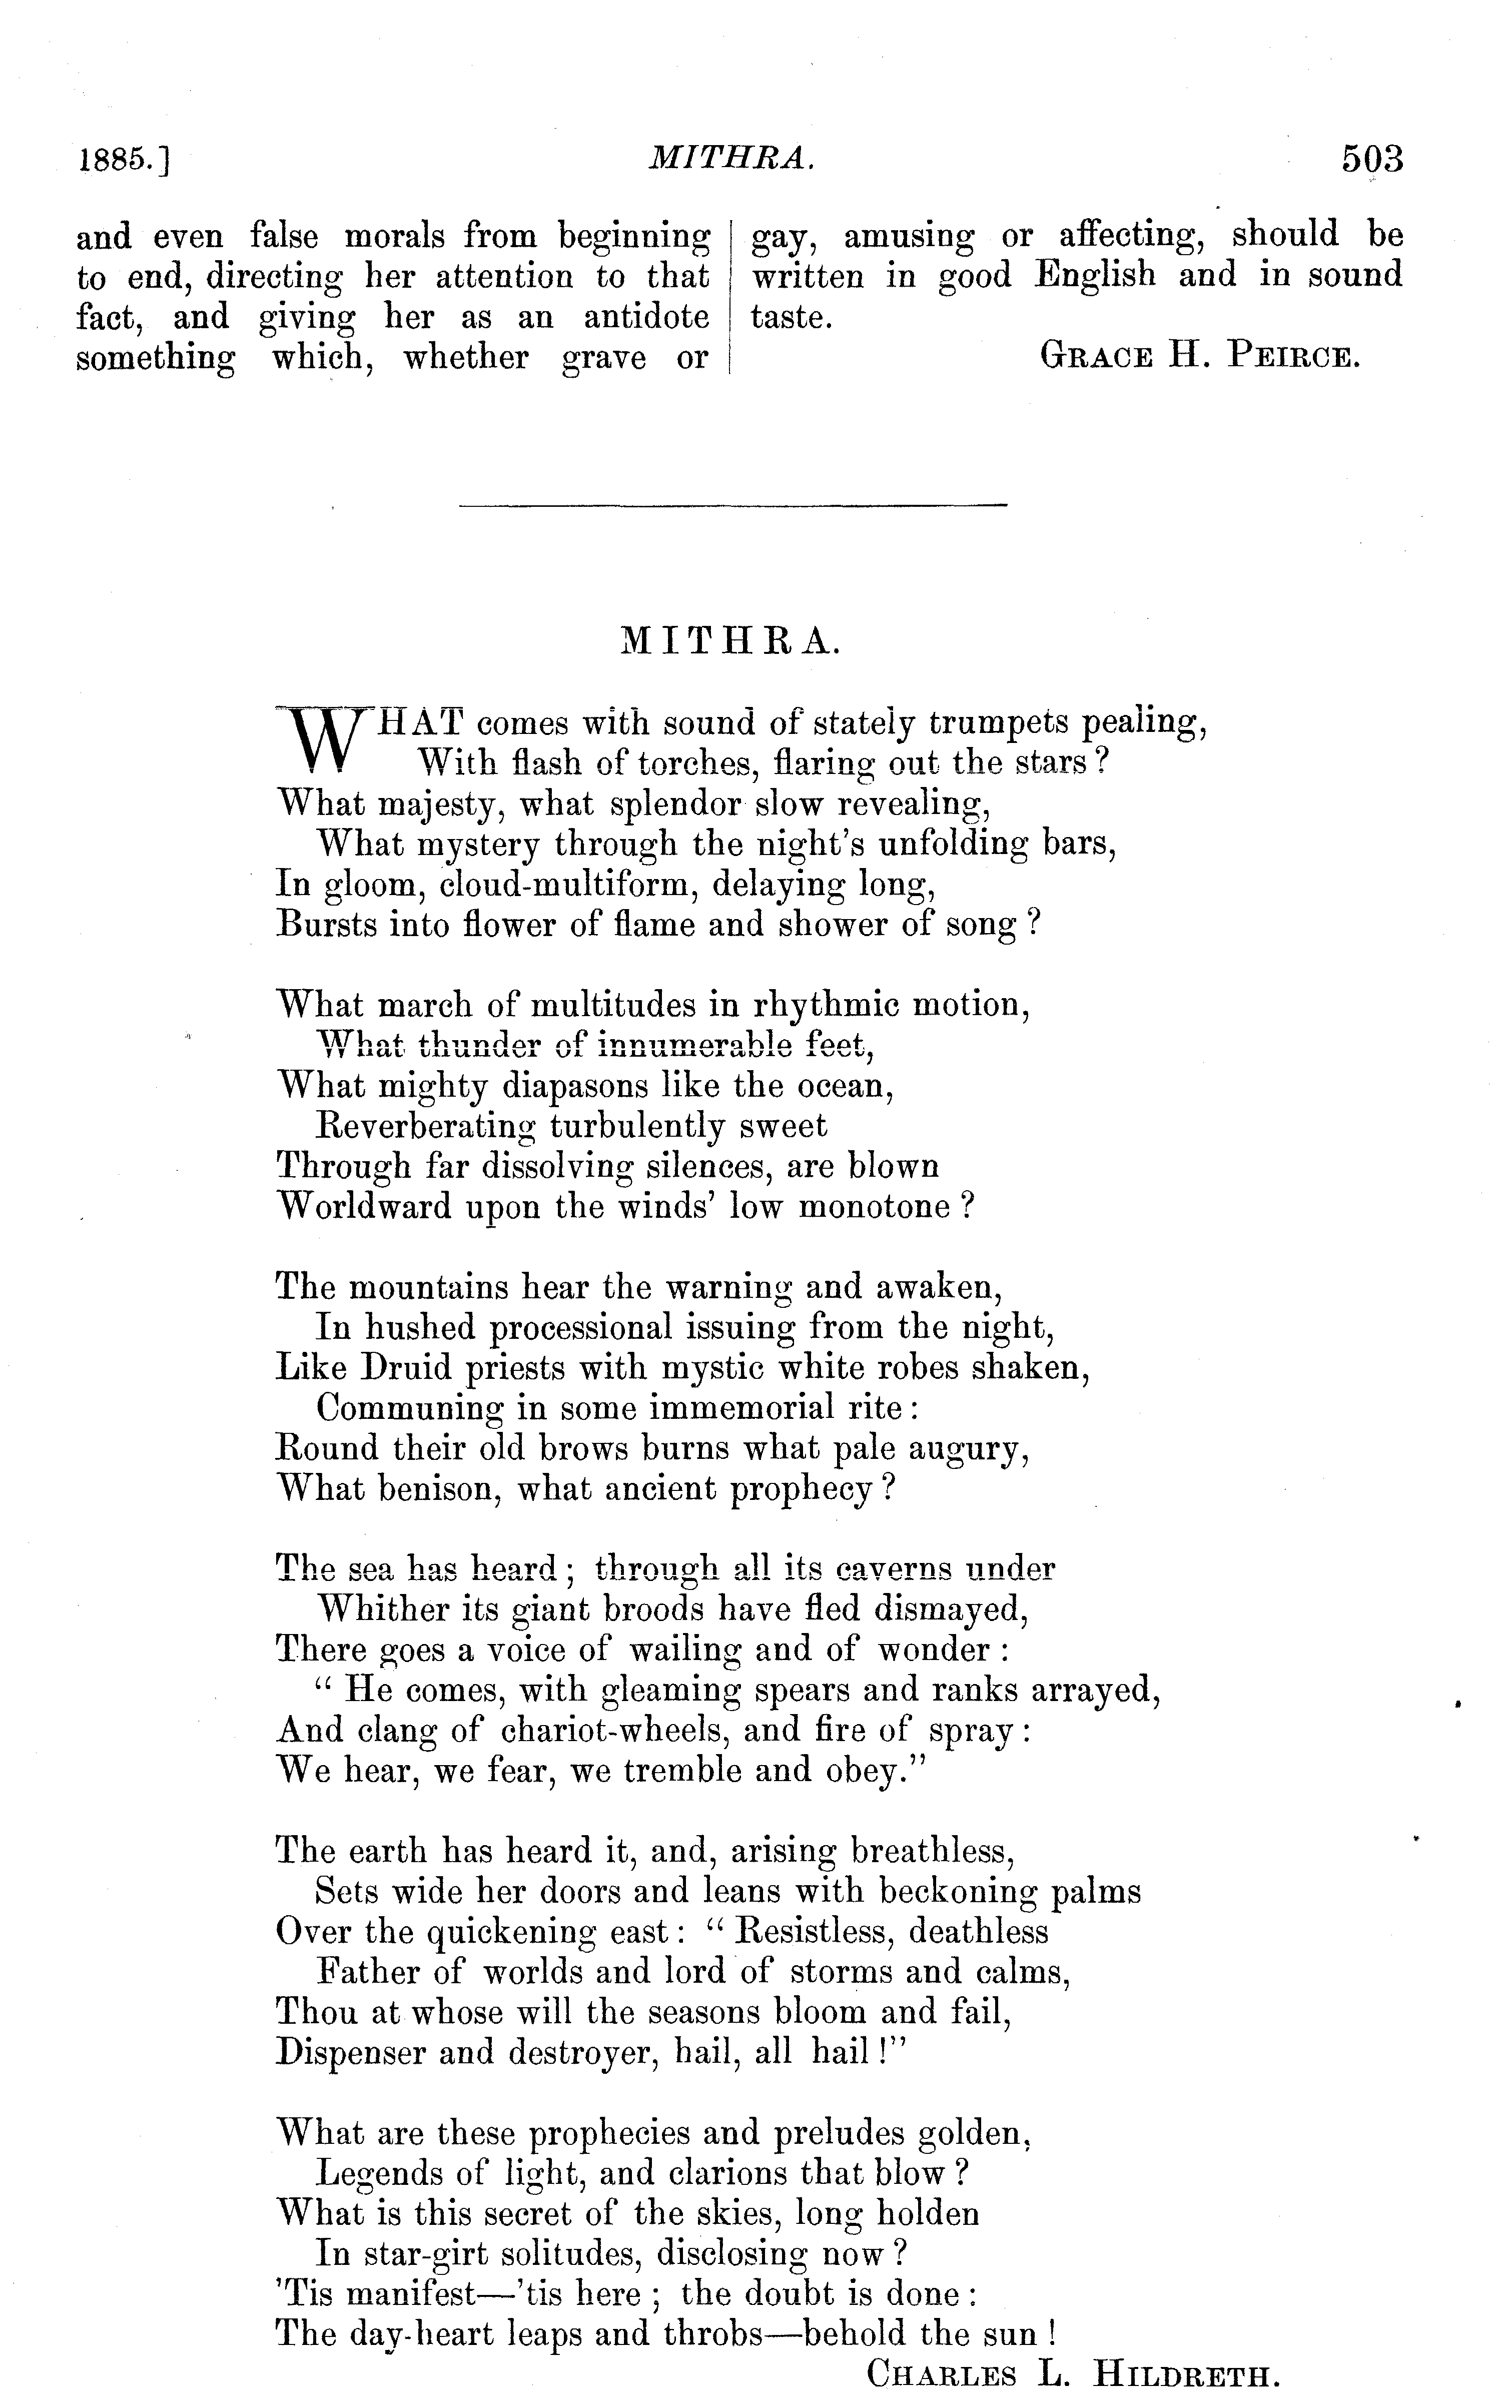 1885.] MITHRA. 503
and even false morals from beginning
to end, directing her attention to that
fact, and giving her as an antidote
something which, whether grave or
gay, amusing or affecting, should be
written in good English and in sound
taste.
GRACE H. PEIRCE.
MITHRA.
WHAT comes with sound of stately trumpets pealing,
With flash of torches, flaring out the stars?
What majesty, what splendor slow revealing,
What mystery through the night's unfolding bars,
In gloom, cloud-multiform, delaying long,
Bursts into flower of flame and shower of song?
What march of multitudes in rhythmic motion,
What thunder of innumerable feet,
What mighty diapasons like the ocean,
Reverberating turbulently sweet
Through far dissolving silences, are blown
Worldward upon the winds' low monotone?
The mountains hear the warning and awaken,
In hushed processional issuing from the night,
Like Druid priests with mystic white robes shaken,
Communing in some immemorial rite:
Round their old brows burns what pale augury,
What benison, what ancient prophecy?
The sea has heard; through all its caverns under
Whither its giant broods have fled dismayed,
There goes a voice of wailing and of wonder:
"He comes, with gleaming spears and ranks arrayed,
And clang of chariot-wheels, and fire of spray:
We hear, we fear, we tremble and obey."
The earth has heard it, and, arising breathless,
Sets wide her doors and leans with beckoning palms
Over the quickening east: "Resistless, deathless
Father of worlds and lord of storms and calms,
Thou at whose will the seasons bloom and fail,
Dispenser and destroyer, hail, all hail!"
What are these prophecies and preludes golden,
Legends of light, and clarions that blow?
What is this secret of the skies, long holden
In star-girt solitudes, disclosing now?
'Tis manifest—'tis here; the doubt is done:
The day-heart leaps and throbs—behold the sun!
CHARLES L. HILDRETH.